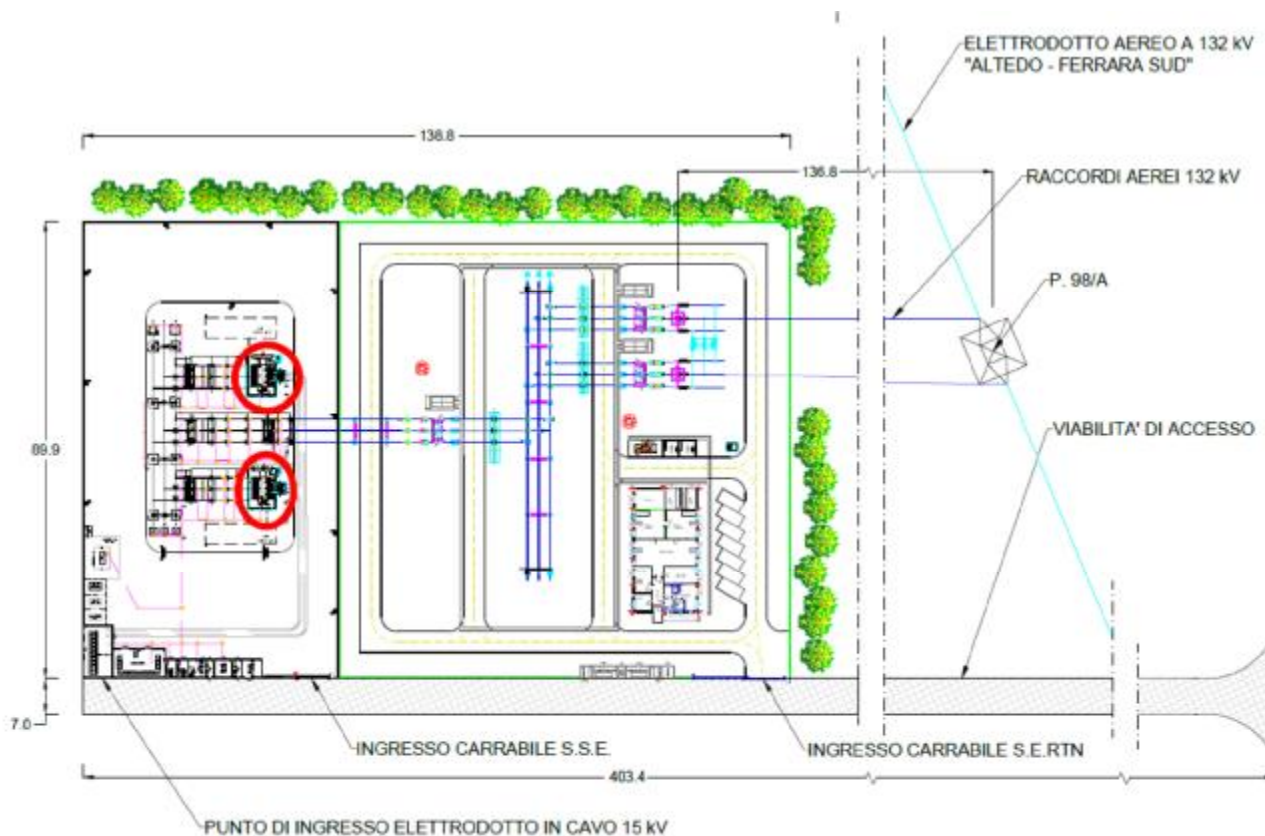 ELETTRODOTTO AEREO A 132 kV
"ALTEDO - FERRARA SUD"
136.8
136.8
RACCORDI AEREI 132 kV
P. 98/A
89.9
VIABILITA' DI ACCESSO
7.0
INGRESSO CARRABILE S.S.E.
INGRESSO CARRABILE S.E.RTN
403.4
PUNTO DI INGRESSO ELETTRODOTTO IN CAVO 15 kV